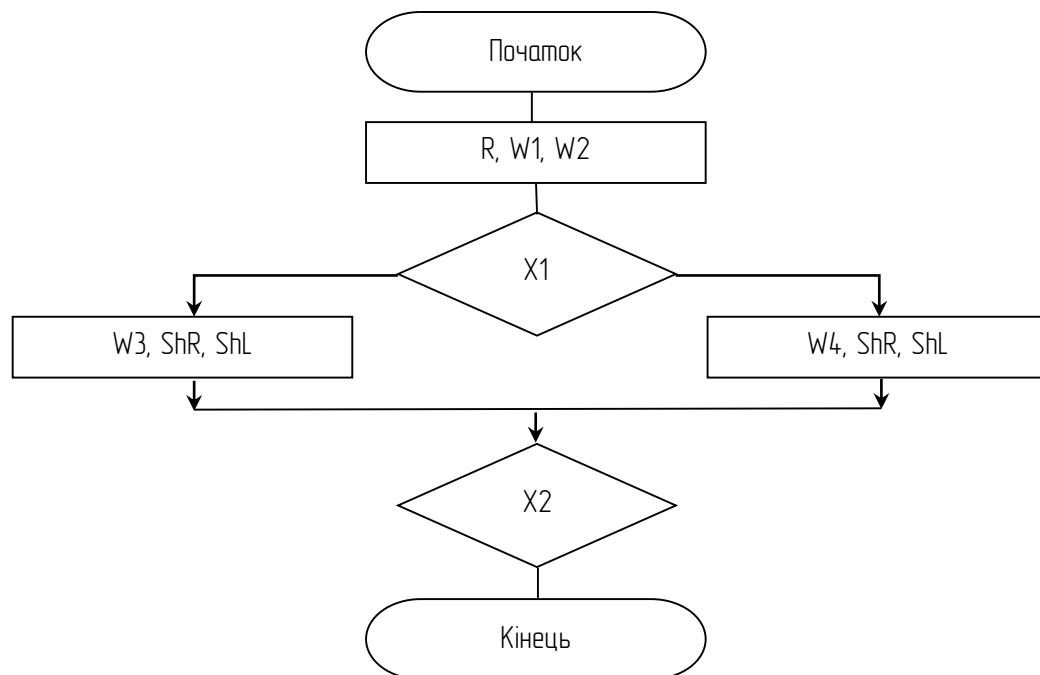 Початок
R, W1, W2
X1
W3, ShR, ShL
W4, ShR, ShL
X2
Кінець